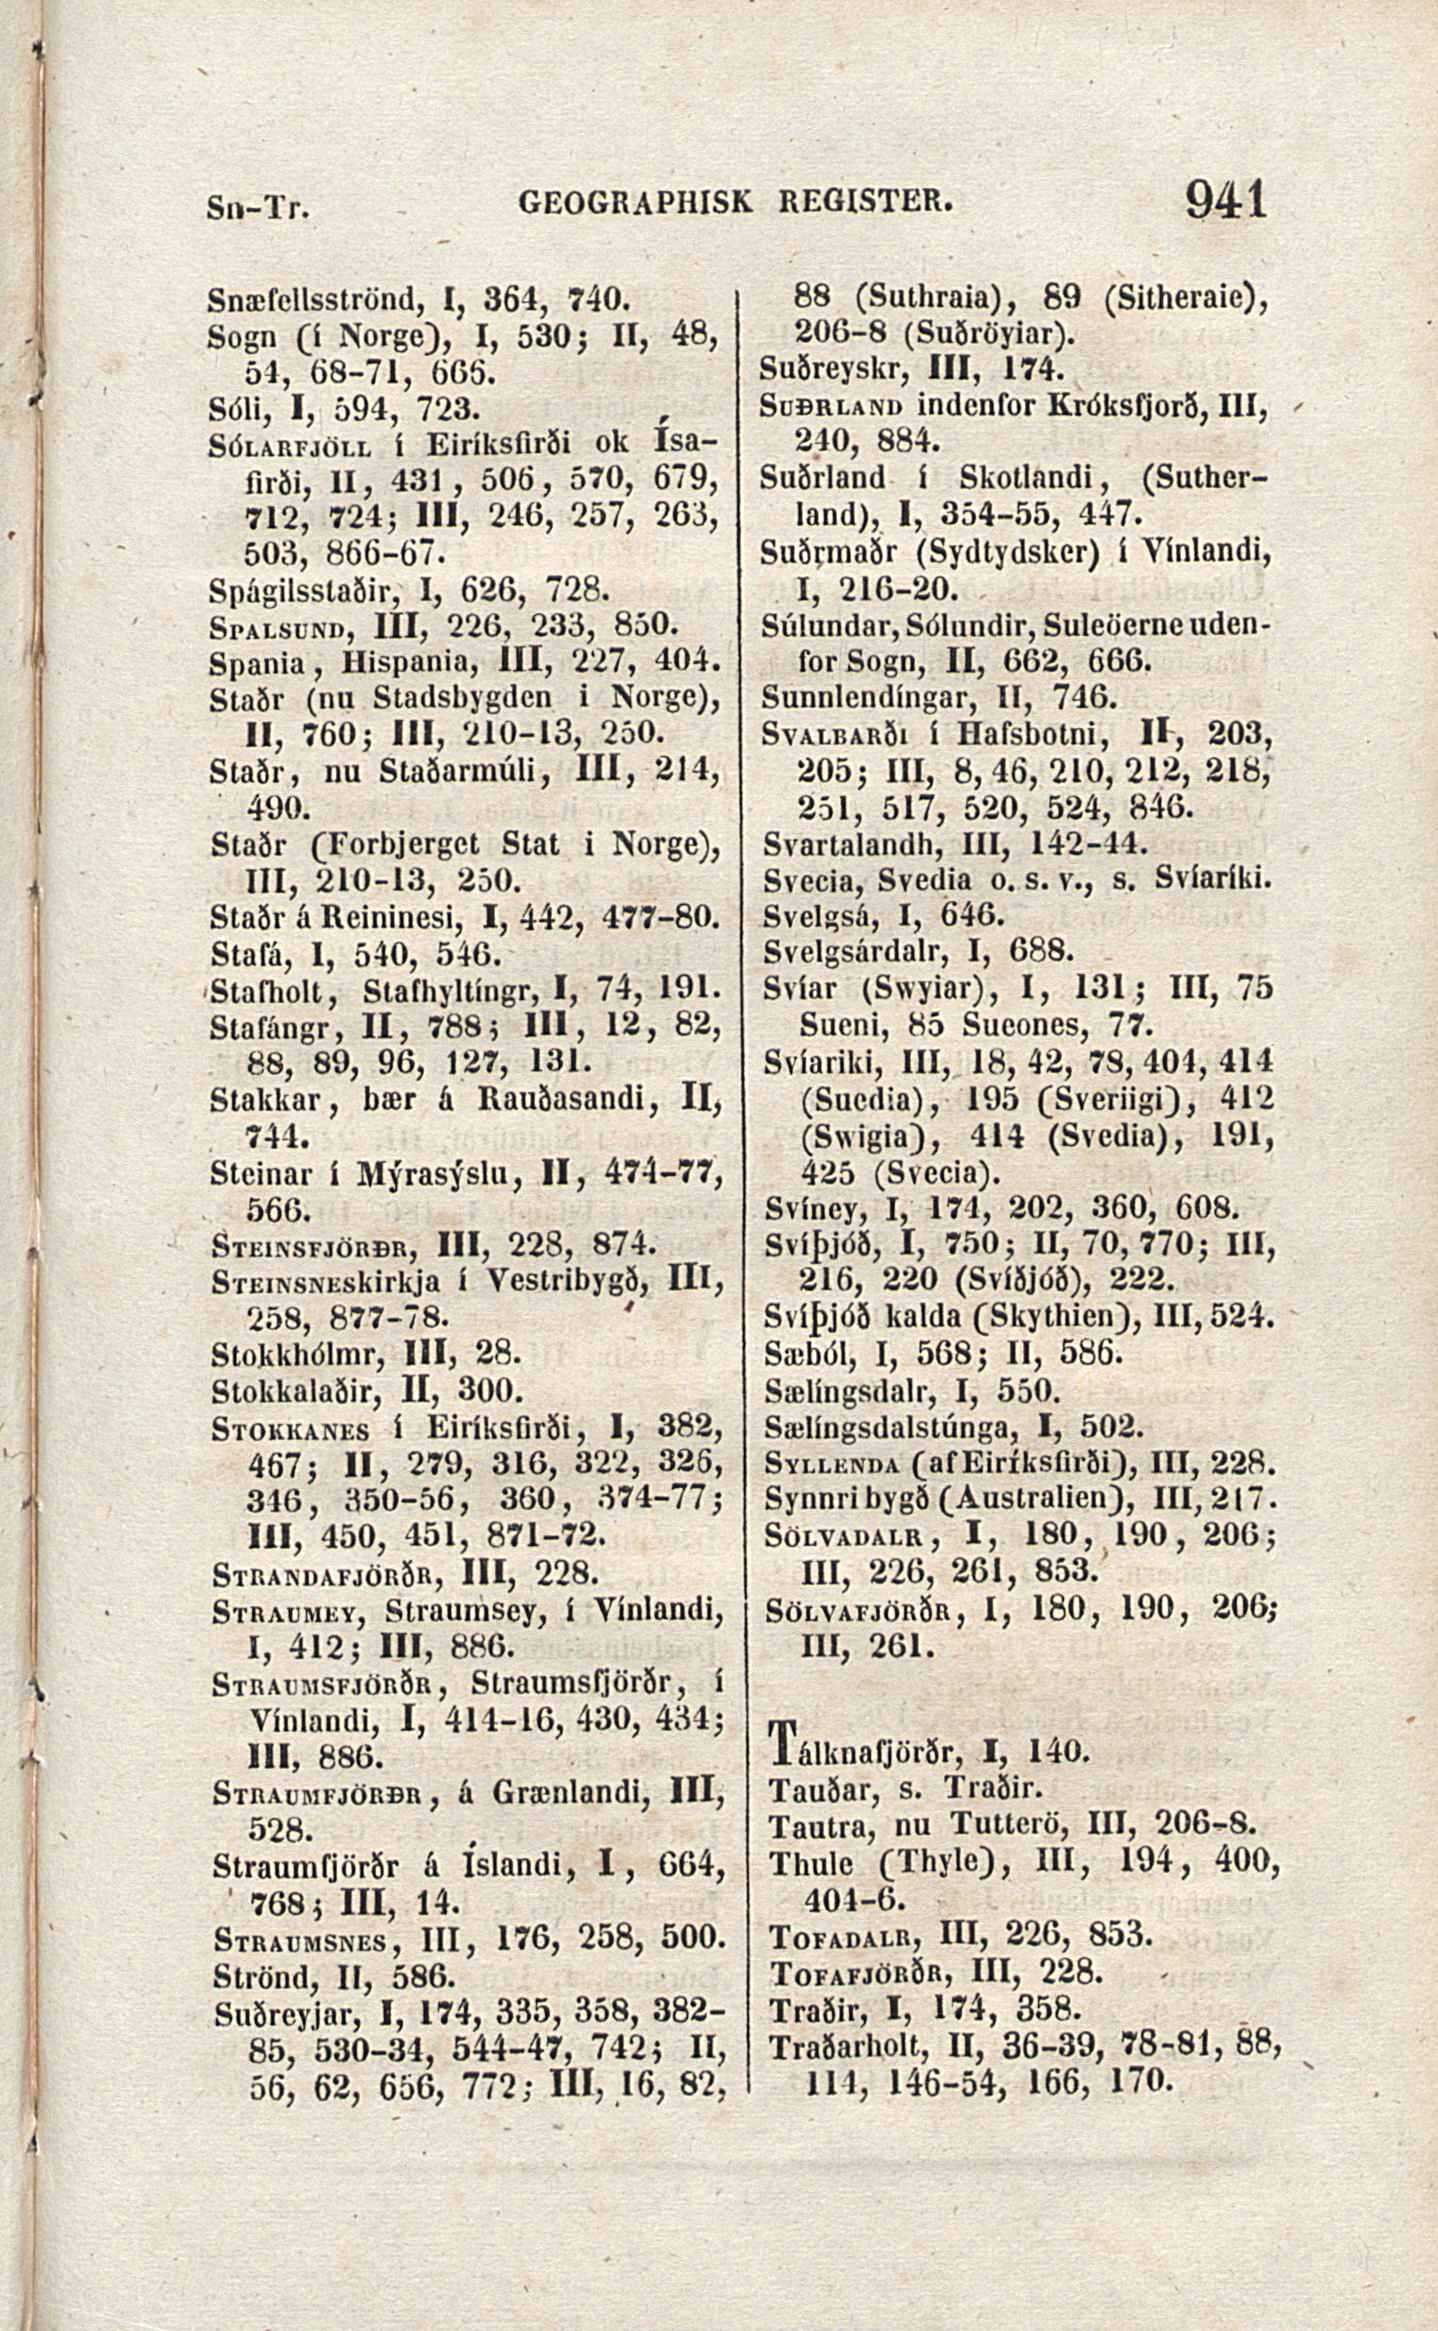 Sn-Tr.
GEOGRAPHISK REGISTER.
941
Snæfellsströnd, I, 364, 740.
Sogn (í Norge), I, 530; II, 48,
54, 68-71, 666.
Sóli, I, 594, 723.
SÓLARFJÖLL í Eiríksfirði ok Ísa-
firði, II, 431, 506, 570, 679,
712, 724; III, 246, 257, 263,
503, 866-67.
Spágilsstaðir, I, 626, 728.
SPALSUND, III, 226, 233, 850.
Spania, Hispania, III, 227, 404.
Staðr (nu Stadsbygden i Norge),
II, 760; III, 210-13, 250.
Staðr, nu Staðarmúli, III, 214,
490.
Staðr (Forbjerget Stat i Norge),
III, 210-13, 250.
Staðr á Reininesi, I, 442, 477-80.
Stafá, I, 540, 546.
Stafholt, Stafhyltíngr, I, 74, 191.
Stafángr, II, 788; III, 12, 82,
88, 89, 96, 127, 131.
Stakkar, bær á Rauðasandi, II,
744.
Steinar í Mýrasýslu, II, 474-77,
566.
STEINSFJÖRÐR, III, 228, 874.
STEINSNESkirkja í Vestribygð, III,
258, 877-78.
Stokkhólmr, III, 28.
Stokkalaðir, II, 300.
STOKKANES í Eiríksfirði, I, 382,
467; II, 279, 316, 322, 326,
346, 350-56, 360, 374-77;
III, 450, 451, 871-72.
STRANDAFJÖRðR, III, 228.
STRAUMEY, Straumsey, í Vínlandi,
I, 412; III, 886.
STRAUMSFJÖRðR, Straumsfjörðr, í
Vínlandi, I, 414-16, 430, 434;
III, 886.
STRAUMFJÖRÐR, á Grænlandi, III,
528.
Straumfjörðr á Íslandi, I, 664,
768; III, 14.
STRAUMSNES, III, 176, 258, 500.
Strönd, II, 586.
Suðreyjar, I, 174, 335, 358, 382-
85, 530-34, 544-47, 742; II,
56, 62, 656, 772; III, 16, 82,
88 (Suthraia), 89 (Sitheraie),
206-8 (Suðröyiar).
Suðreyskr, III, 174.
SUÐRLAND indenfor Króksfjorð, III,
240, 884.
Suðrland í Skotlandi, (Suther-
land), I, 354-55, 447.
Suðrmaðr (Sydtydsker) í Vínlandi,
I, 216-20.
Súlundar, Sólundir, Suleöerne uden-
for Sogn, II, 662, 666.
Sunnlendíngar, II, 746.
SVALBARðI í Hafsbotni, II, 203,
205; III, 8, 46, 210, 212, 218,
251, 517, 520, 524, 846.
Svartalandh, III, 142-44.
Svecia, Svedia o. s. v., s. Svíaríki.
Svelgsá, I, 646.
Svelgsárdalr, I, 688.
Svíar (Swyiar), I, 131; III, 75
Sueni, 85 Sueones, 77.
Svíariki, III, 18, 42, 78, 404, 414
(Suedia), 195 (Sveriigi), 412
(Swigia), 414 (Svedia), 191,
425 (Svecia).
Svíney, I, 174, 202, 360, 608.
Svíþjóð, I, 750; II, 70, 770; III,
216, 220 (Svíðjóð), 222.
Svíþjóð kalda (Skythien), III, 524.
Sæból, I, 568; II, 586.
Sælíngsdalr, I, 550.
Sælíngsdalstúnga, I, 502.
SYLLENDA (af Eiríksfirði), III, 228.
Synnri bygð (Australien), III, 217.
SÖLVADALR, I, 180, 190, 206;
III, 226, 261, 853.
SÖLVAFJÖRðR, I, 180, 190, 206;
III, 261.
Tálknafjörðr, I, 140.
Tauðar, s. Traðir.
Tautra, nu Tutterö, III, 206-8.
Thule (Thyle), III, 194, 400,
404-6.
TOFADALR, III, 226, 853.
TOFAFJÖRðR, III, 228.
Traðir, I, 174, 358.
Traðarholt, II, 36-39, 78-81, 88,
114, 146-54, 166, 170.